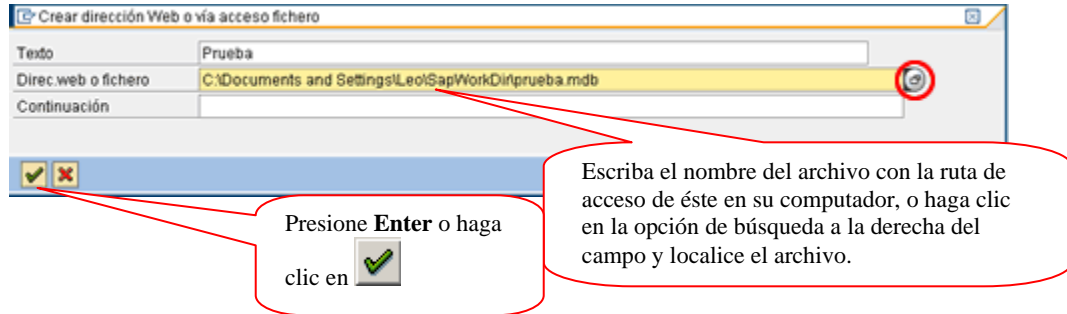 Crear dirección Web o vía acceso fichero
Texto Prueba
Direc.web o fichero C:\Documents and Settings\Leo\SapWorkDir\prueba.mdb
Continuación
Escriba el nombre del archivo con la ruta de
acceso de éste en su computador, o haga clic
en la opción de búsqueda a la derecha del
campo y localice el archivo.
Presione Enter o haga
clic en